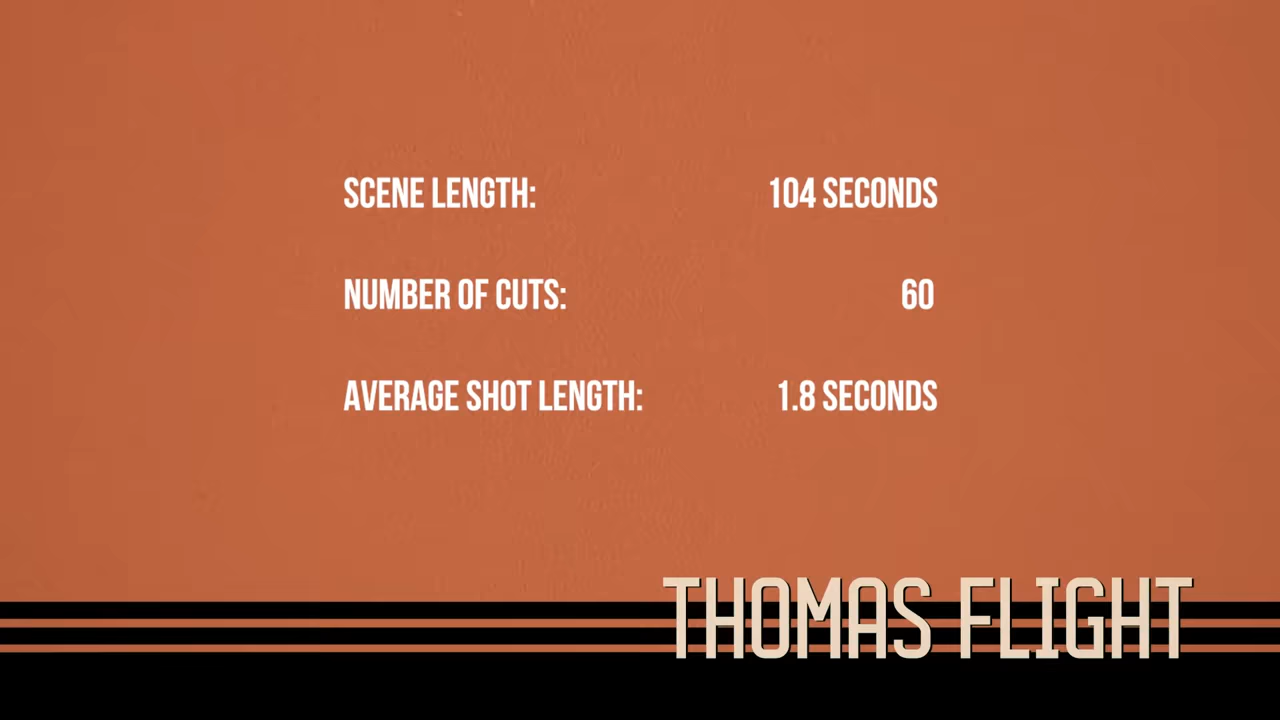 SCENE LENGTH: 104 SECONDS
NUMBER OF CUTS: 60
AVERAGE SHOT LENGTH: 1.8 SECONDS
THOMAS FLIGHT